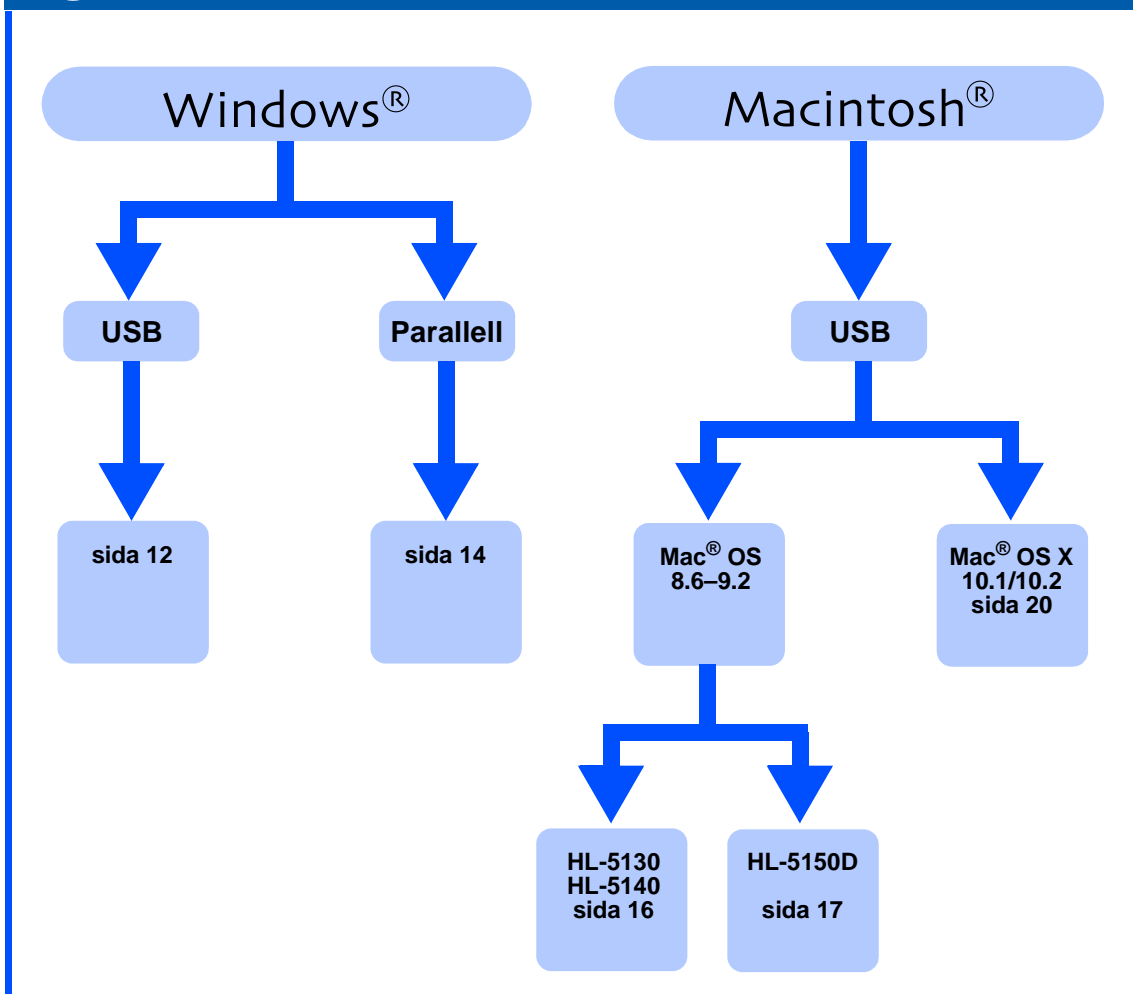 Windows®
Macintosh®
USB
Parallell
USB
sida 12
sida 14
Mac® OS
8.6–9.2
Mac® OS X
10.1/10.2
sida 20
HL-5130
HL-5140
sida 16
HL-5150D
sida 17